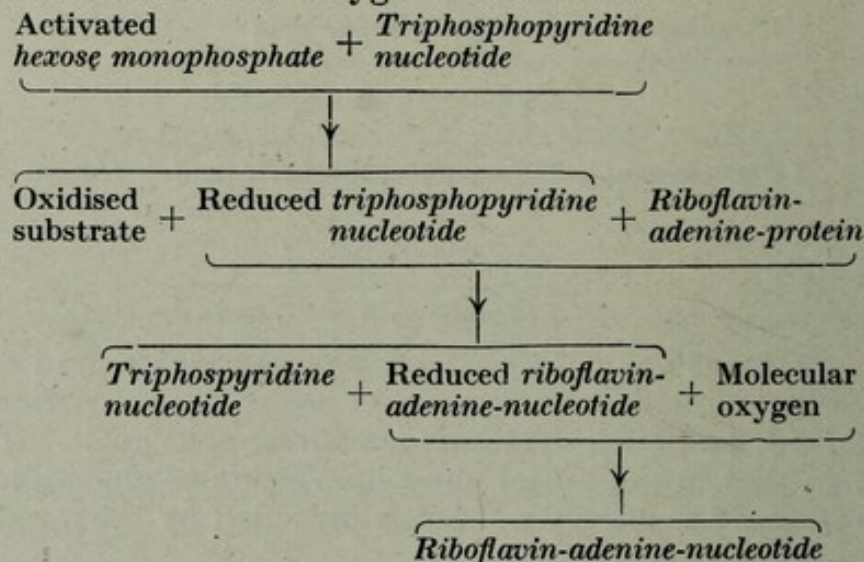 Activated + Triphosphopyridine
hexose monophosphate nucleotide
Oxidised + Reduced triphosphopyridine + Riboflavin-
substrate nucleotide adenine-protein
Triphospyridine + Reduced riboflavin- + Molecular
nucleotide adenine-nucleotide oxygen
Riboflavin-adenine-nucleotide